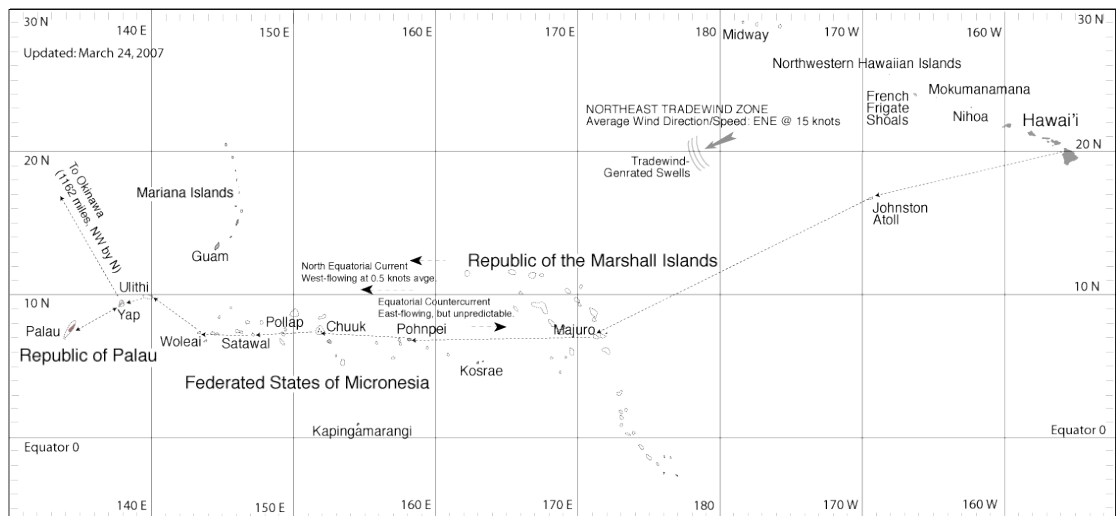 30 N
140 E
150 E
160 E
170 E
180
170 W
160 W
30 N
Updated: March 24, 2007
Midway
Northwestern Hawaiian Islands
French
Frigate
Shoals
Mokumanamana
Nihoa
Hawai'i
NORTHEAST TRADEWIND ZONE
Average Wind Direction/Speed: ENE @ 15 knots
Tradewind-
Genrated Swells
20 N
20 N
To Okinawa
(1162 miles, NW by N)
Mariana Islands
Guam
Johnston
Atoll
North Equatorial Current
West-flowing at 0.5 knots avge.
Republic of the Marshall Islands
Ulithi
10 N
10 N
Equatorial Countercurrent
East-flowing, but unpredictable.
Yap
Palau
Republic of Palau
Woleai
Satawal
Pollap
Chuuk
Pohnpei
Majuro
Kosrae
Federated States of Micronesia
Kapingamarangi
Equator 0
Equator 0
140 E
150 E
160 E
170 E
180
170 W
160 W